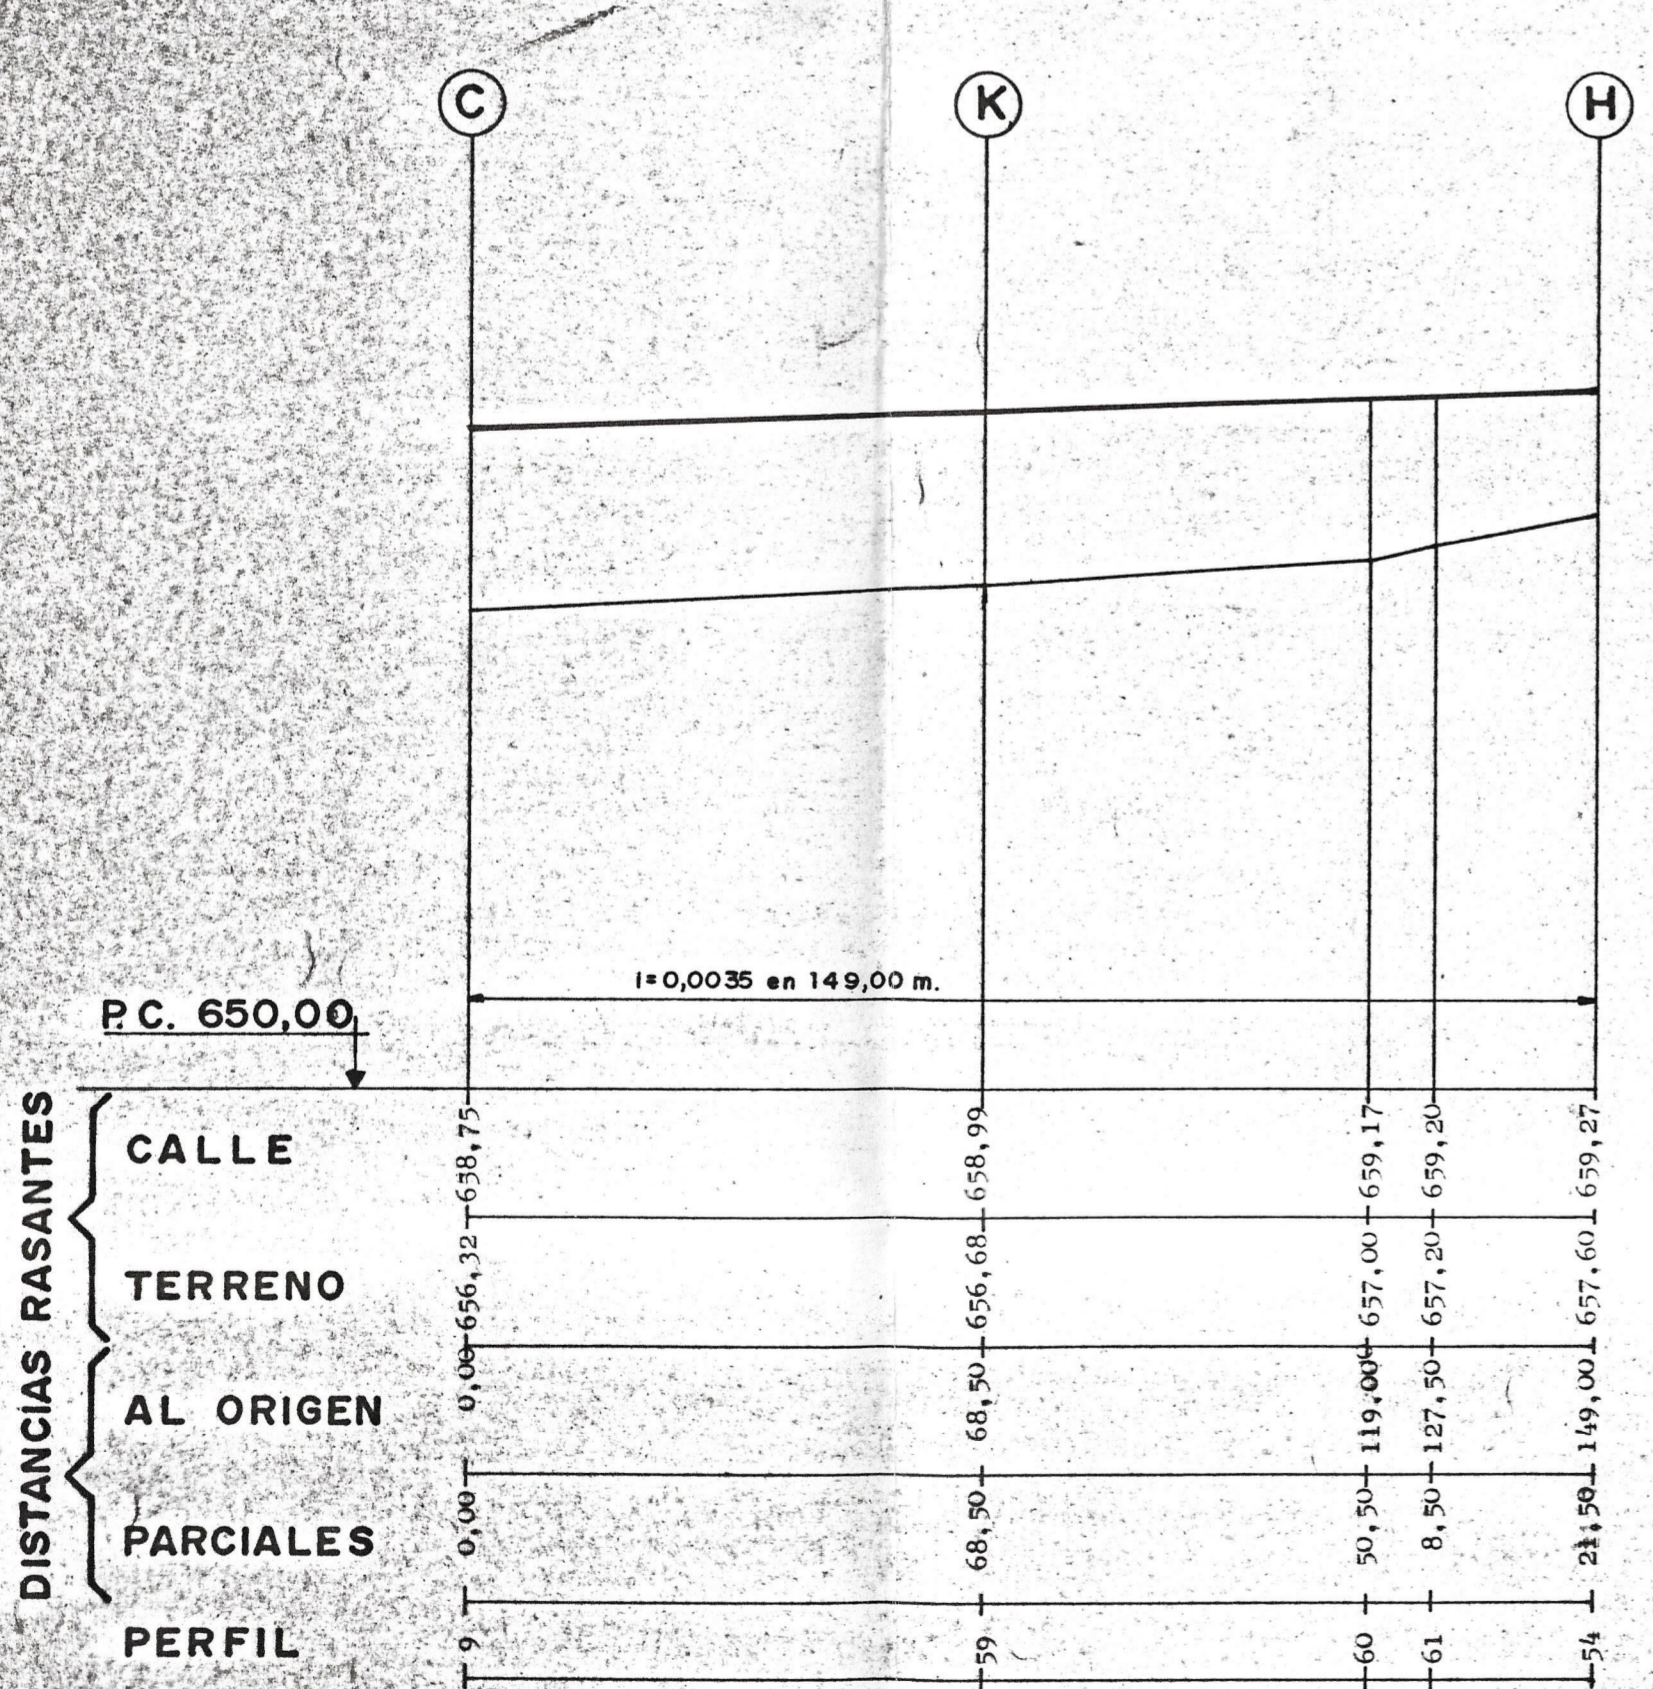 C K H
i=0,0035 en 149,00 m.
P.C. 650,00
RASANTES
CALLE 658,75 658,99 659,17 659,20 659,27
TERRENO 656,32 656,68 657,00 657,20 657,60
DISTANCIAS
AL ORIGEN 0,00 68,50 119,00 127,50 149,00
PARCIALES 0,00 68,50 50,50 8,50 21,50
PERFIL 9 59 60 61 54